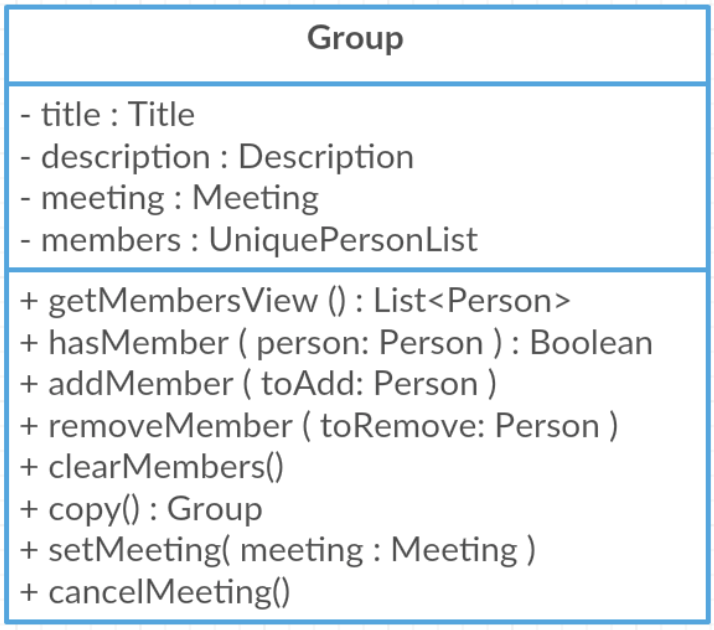 Group
- title : Title
- description : Description
- meeting : Meeting
- members : UniquePersonList
+ getMembersView () : List<Person>
+ hasMember ( person: Person ) : Boolean
+ addMember ( toAdd: Person )
+ removeMember ( toRemove: Person )
+ clearMembers()
+ copy() : Group
+ setMeeting( meeting : Meeting )
+ cancelMeeting()